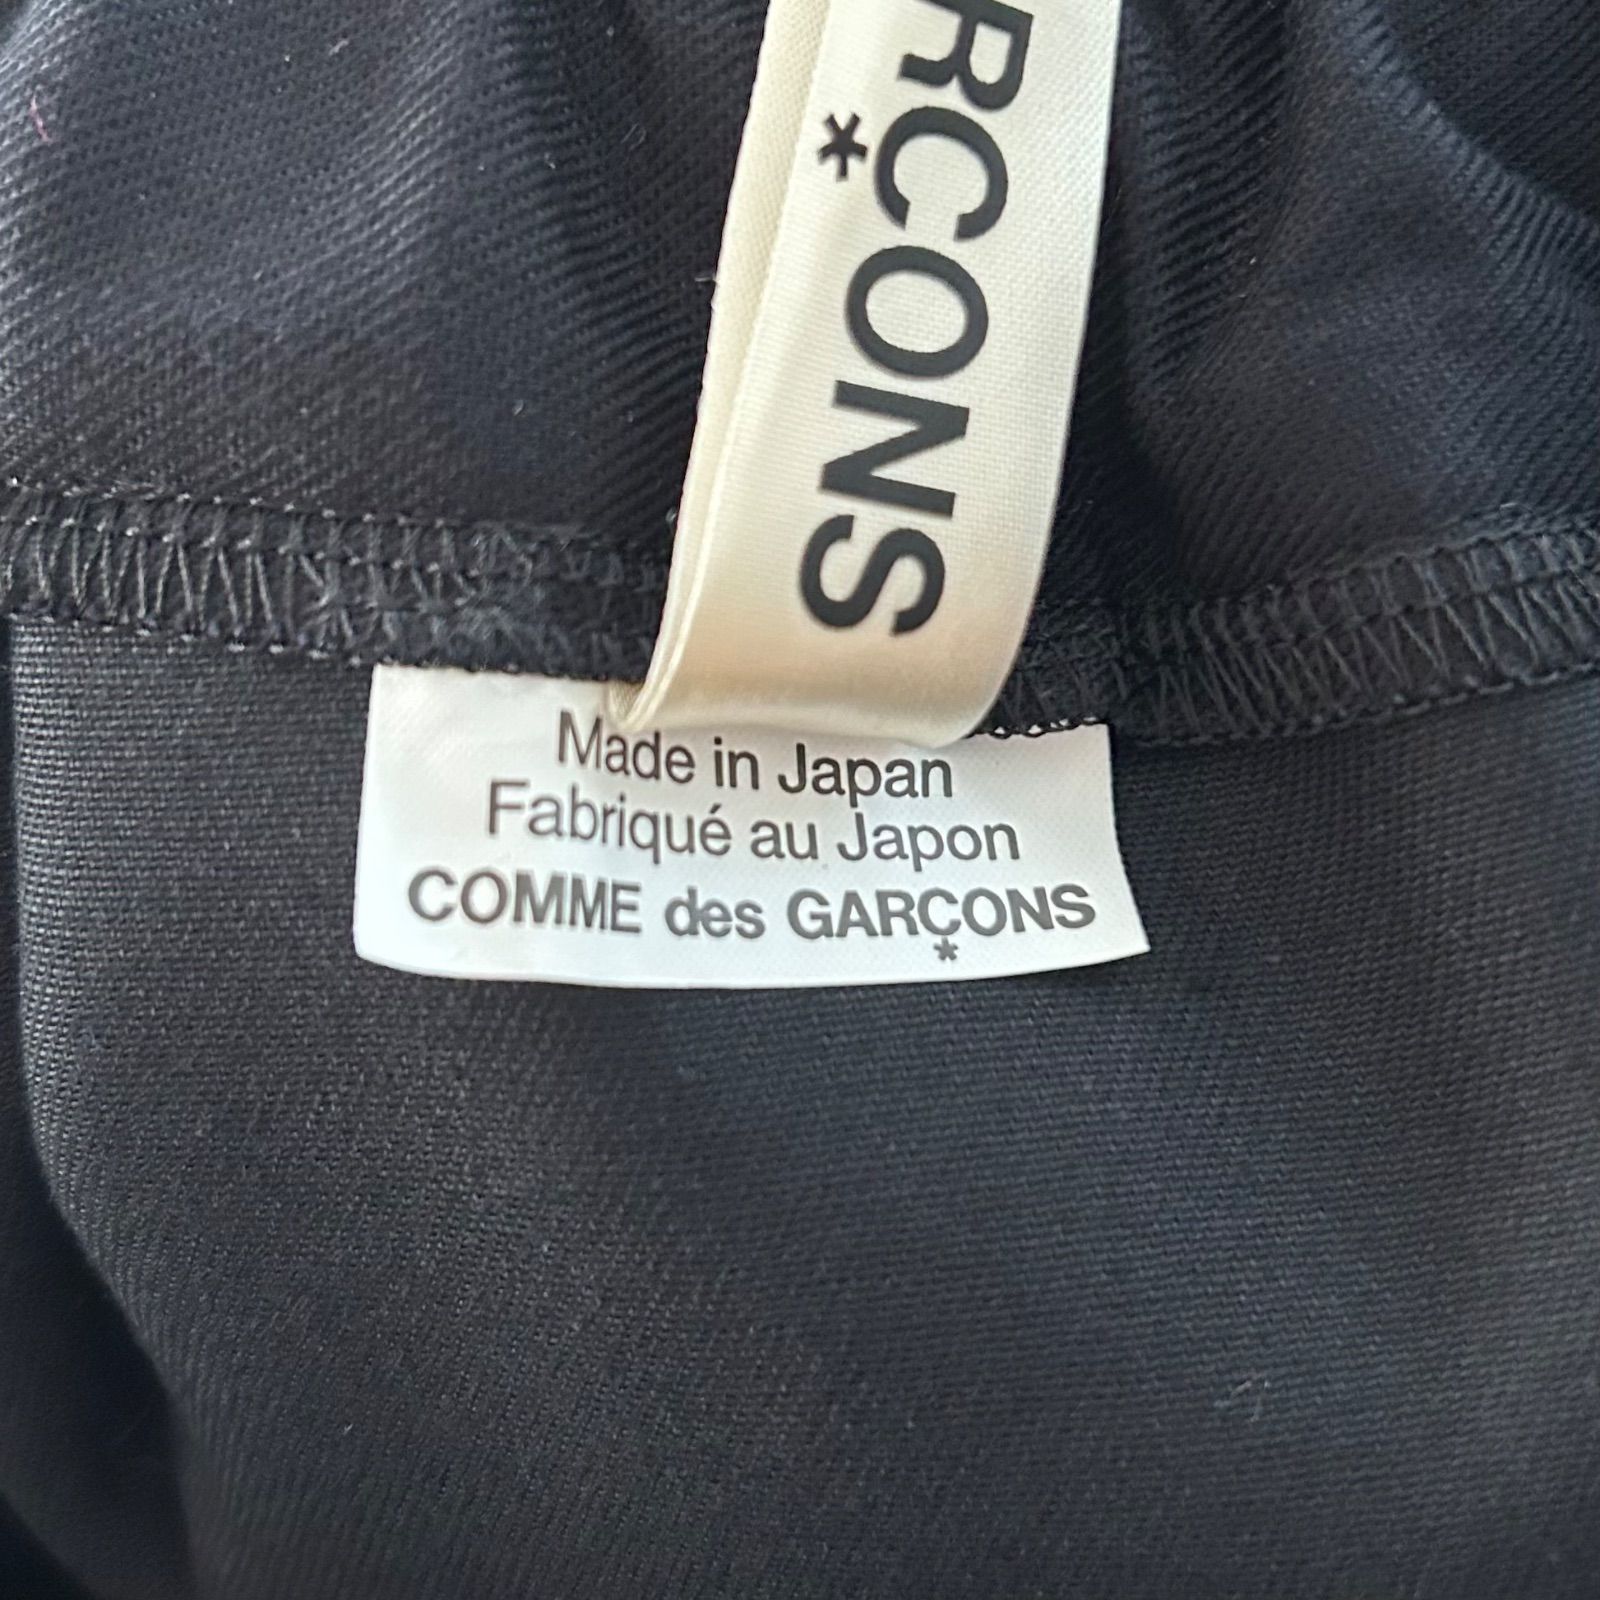 RÇONS
Made in Japan
Fabriqué au Japon
COMME des GARÇONS